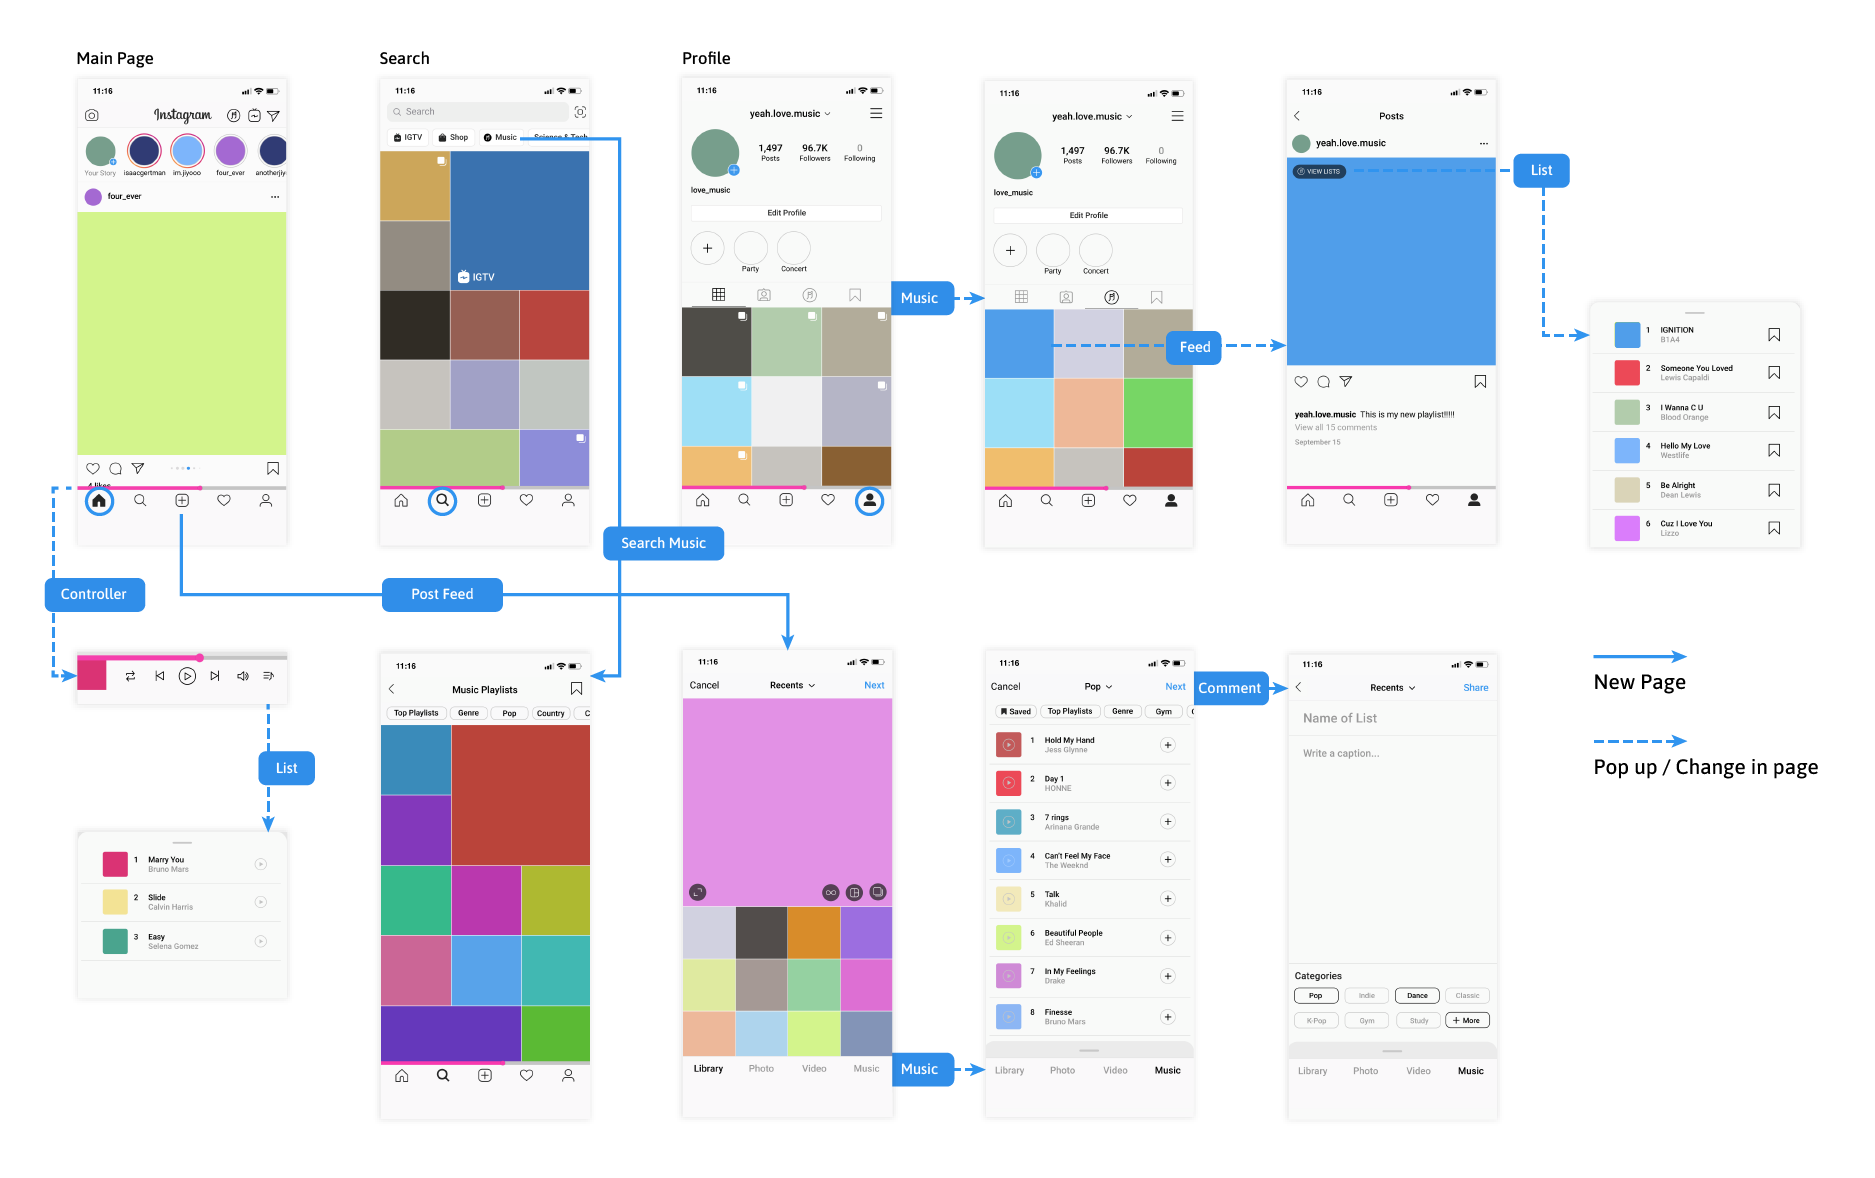 Main Page
11:16
Instagram
Your Story isaacgertman im.jiyooo four_ever anotherjiy
four_ever
4 likes
Search
11:16
Search
IGTV Shop Music Science & Tech
IGTV
Profile
11:16
yeah.love.music
1,497 96.7K 0
Posts Followers Following
love_music
Edit Profile
Party Concert
Music
11:16
yeah.love.music
1,497 96.7K 0
Posts Followers Following
love_music
Edit Profile
Party Concert
Feed
11:16
Posts
yeah.love.music
VIEW LISTS
yeah.love.music This is my new playlist!!!!!
View all 15 comments
September 15
List
1 IGNITION
B1A4
2 Someone You Loved
Lewis Capaldi
3 I Wanna C U
Blood Orange
4 Hello My Love
Westlife
5 Be Alright
Dean Lewis
6 Cuz I Love You
Lizzo
Search Music
Controller
Post Feed
List
1 Marry You
Bruno Mars
2 Slide
Calvin Harris
3 Easy
Selena Gomez
11:16
Music Playlists
Top Playlists Genre Pop Country C
11:16
Cancel Recents Next
Library Photo Video Music
Music
11:16
Cancel Pop Next
Saved Top Playlists Genre Gym
1 Hold My Hand
Jess Glynne
2 Day 1
HONNE
3 7 rings
Arinana Grande
4 Can't Feel My Face
The Weeknd
5 Talk
Khalid
6 Beautiful People
Ed Sheeran
7 In My Feelings
Drake
8 Finesse
Bruno Mars
Library Photo Video Music
Comment
11:16
Recents Share
Name of List
Write a caption...
Categories
Pop Indie Dance Classic
K-Pop Gym Study + More
Library Photo Video Music
New Page
Pop up / Change in page